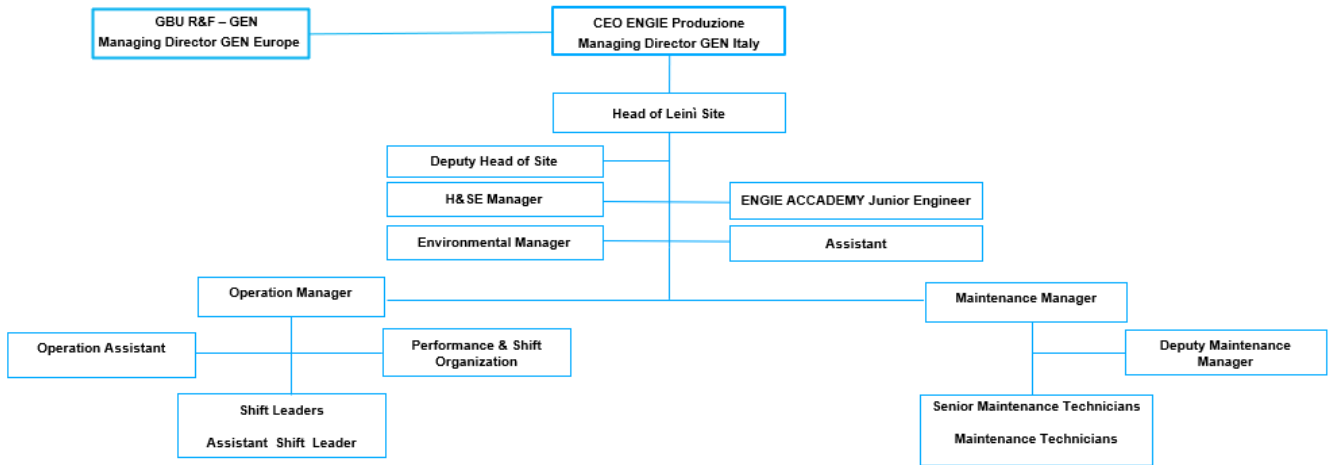 GBU R&F – GEN
Managing Director GEN Europe
CEO ENGIE Produzione
Managing Director GEN Italy
Head of Leinì Site
Deputy Head of Site
H&SE Manager
ENGIE ACCADEMY Junior Engineer
Environmental Manager
Assistant
Operation Manager
Maintenance Manager
Operation Assistant
Performance & Shift
Organization
Deputy Maintenance
Manager
Shift Leaders
Assistant Shift Leader
Senior Maintenance Technicians
Maintenance Technicians